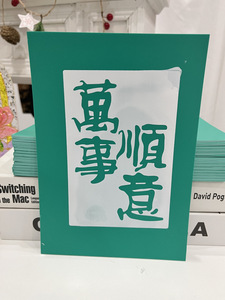 萬事
順意
Switching
the Mac
David Pog